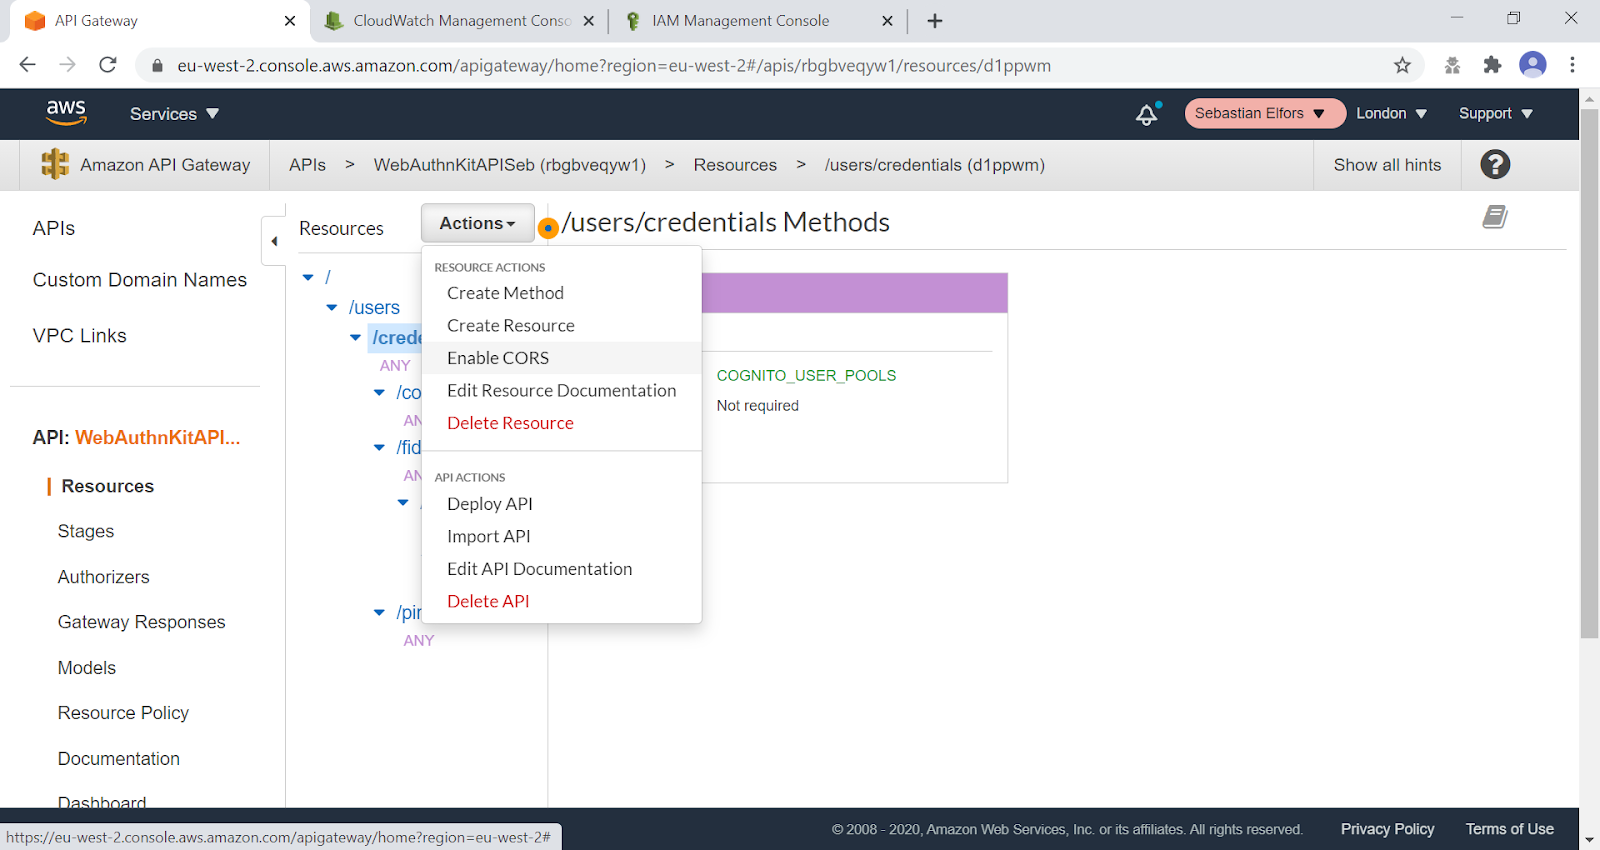 API Gateway
CloudWatch Management Conso
IAM Management Console
eu-west-2.console.aws.amazon.com/apigateway/home?region=eu-west-2#/apis/rbgbveqyw1/resources/d1ppwm
aws
Services
Sebastian Elfors
London
Support
Amazon API Gateway
APIs > WebAuthnKitAPISeb (rbgbveqyw1) > Resources > /users/credentials (d1ppwm)
Show all hints
?
APIs
Custom Domain Names
VPC Links
API: WebAuthnKitAPI...
Resources
Stages
Authorizers
Gateway Responses
Models
Resource Policy
Documentation
Dashboard
Resources
Actions
/
/users
/crede
ANY
/co
AN
/fid
AN
/
/pin
ANY
RESOURCE ACTIONS
Create Method
Create Resource
Enable CORS
Edit Resource Documentation
Delete Resource
API ACTIONS
Deploy API
Import API
Edit API Documentation
Delete API
/users/credentials Methods
COGNITO_USER_POOLS
Not required
https://eu-west-2.console.aws.amazon.com/apigateway/home?region=eu-west-2#
© 2008 - 2020, Amazon Web Services, Inc. or its affiliates. All rights reserved.
Privacy Policy
Terms of Use